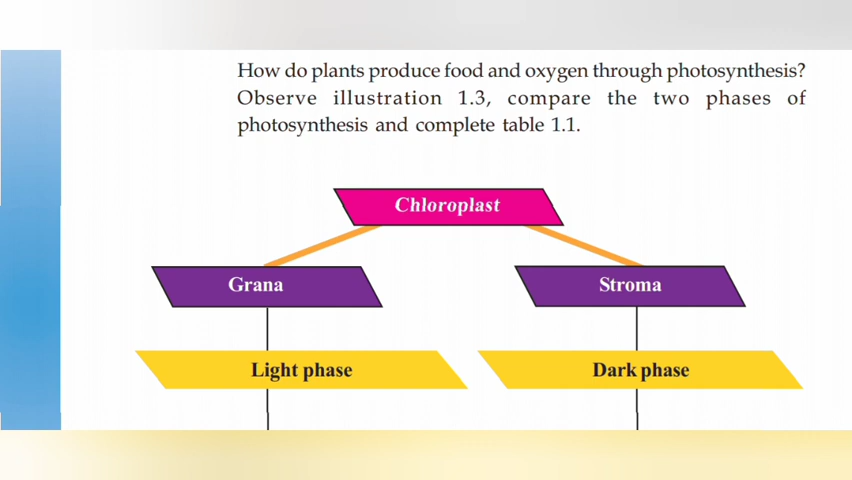 How do plants produce food and oxygen through photosynthesis?
Observe illustration 1.3, compare the two phases of
photosynthesis and complete table 1.1.
Chloroplast
Grana
Stroma
Light phase
Dark phase